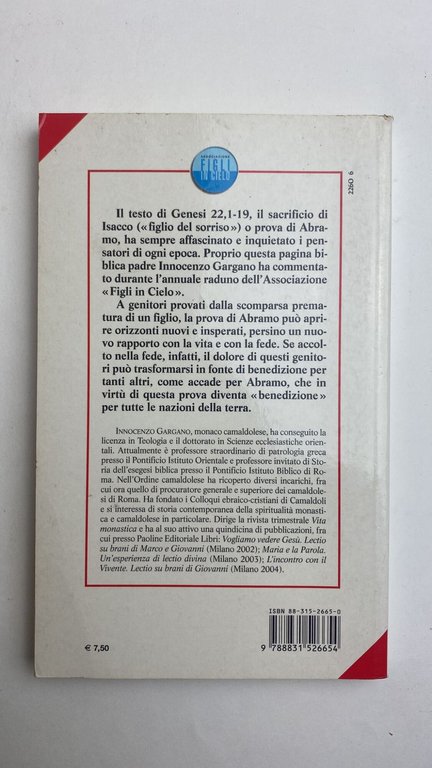 ASSOCIAZIONE
FIGLI
IN CIELO
226O 6
Il testo di Genesi 22,1-19, il sacrificio di
Isacco («figlio del sorriso») o prova di Abra-
mo, ha sempre affascinato e inquietato i pen-
satori di ogni epoca. Proprio questa pagina bi-
blica padre Innocenzo Gargano ha commenta-
to durante l'annuale raduno dell'Associazione
«Figli in Cielo».
A genitori provati dalla scomparsa prema-
tura di un figlio, la prova di Abramo può apri-
re orizzonti nuovi e insperati, persino un nuo-
vo rapporto con la vita e con la fede. Se accol-
to nella fede, infatti, il dolore di questi genito-
ri può trasformarsi in fonte di benedizione per
tanti altri, come accade per Abramo, che in
virtù di questa prova diventa «benedizione»
per tutte le nazioni della terra.
INNOCENZO GARGANO, monaco camaldolese, ha conseguito la
licenza in Teologia e il dottorato in Scienze ecclesiastiche orien-
tali. Attualmente è professore straordinario di patrologia greca
presso il Pontificio Istituto Orientale e professore invitato di Sto-
ria dell'esegesi biblica presso il Pontificio Istituto Biblico di Ro-
ma. Nell'Ordine camaldolese ha ricoperto diversi incarichi, fra
cui ora quello di procuratore generale e superiore dei camaldole-
si di Roma. Ha fondato i Colloqui ebraico-cristiani di Camaldoli
e si interessa di storia contemporanea della spiritualità monasti-
ca e camaldolese in particolare. Dirige la rivista trimestrale Vita
monastica e ha al suo attivo una quindicina di pubblicazioni, fra
cui presso Paoline Editoriale Libri: Vogliamo vedere Gesù. Lectio
su brani di Marco e Giovanni (Milano 2002); Maria e la Parola.
Un'esperienza di lectio divina (Milano 2003); L'incontro con il
Vivente. Lectio su brani di Giovanni (Milano 2004).
ISBN 88-315-2665-0
€ 7,50
9 788831 526654